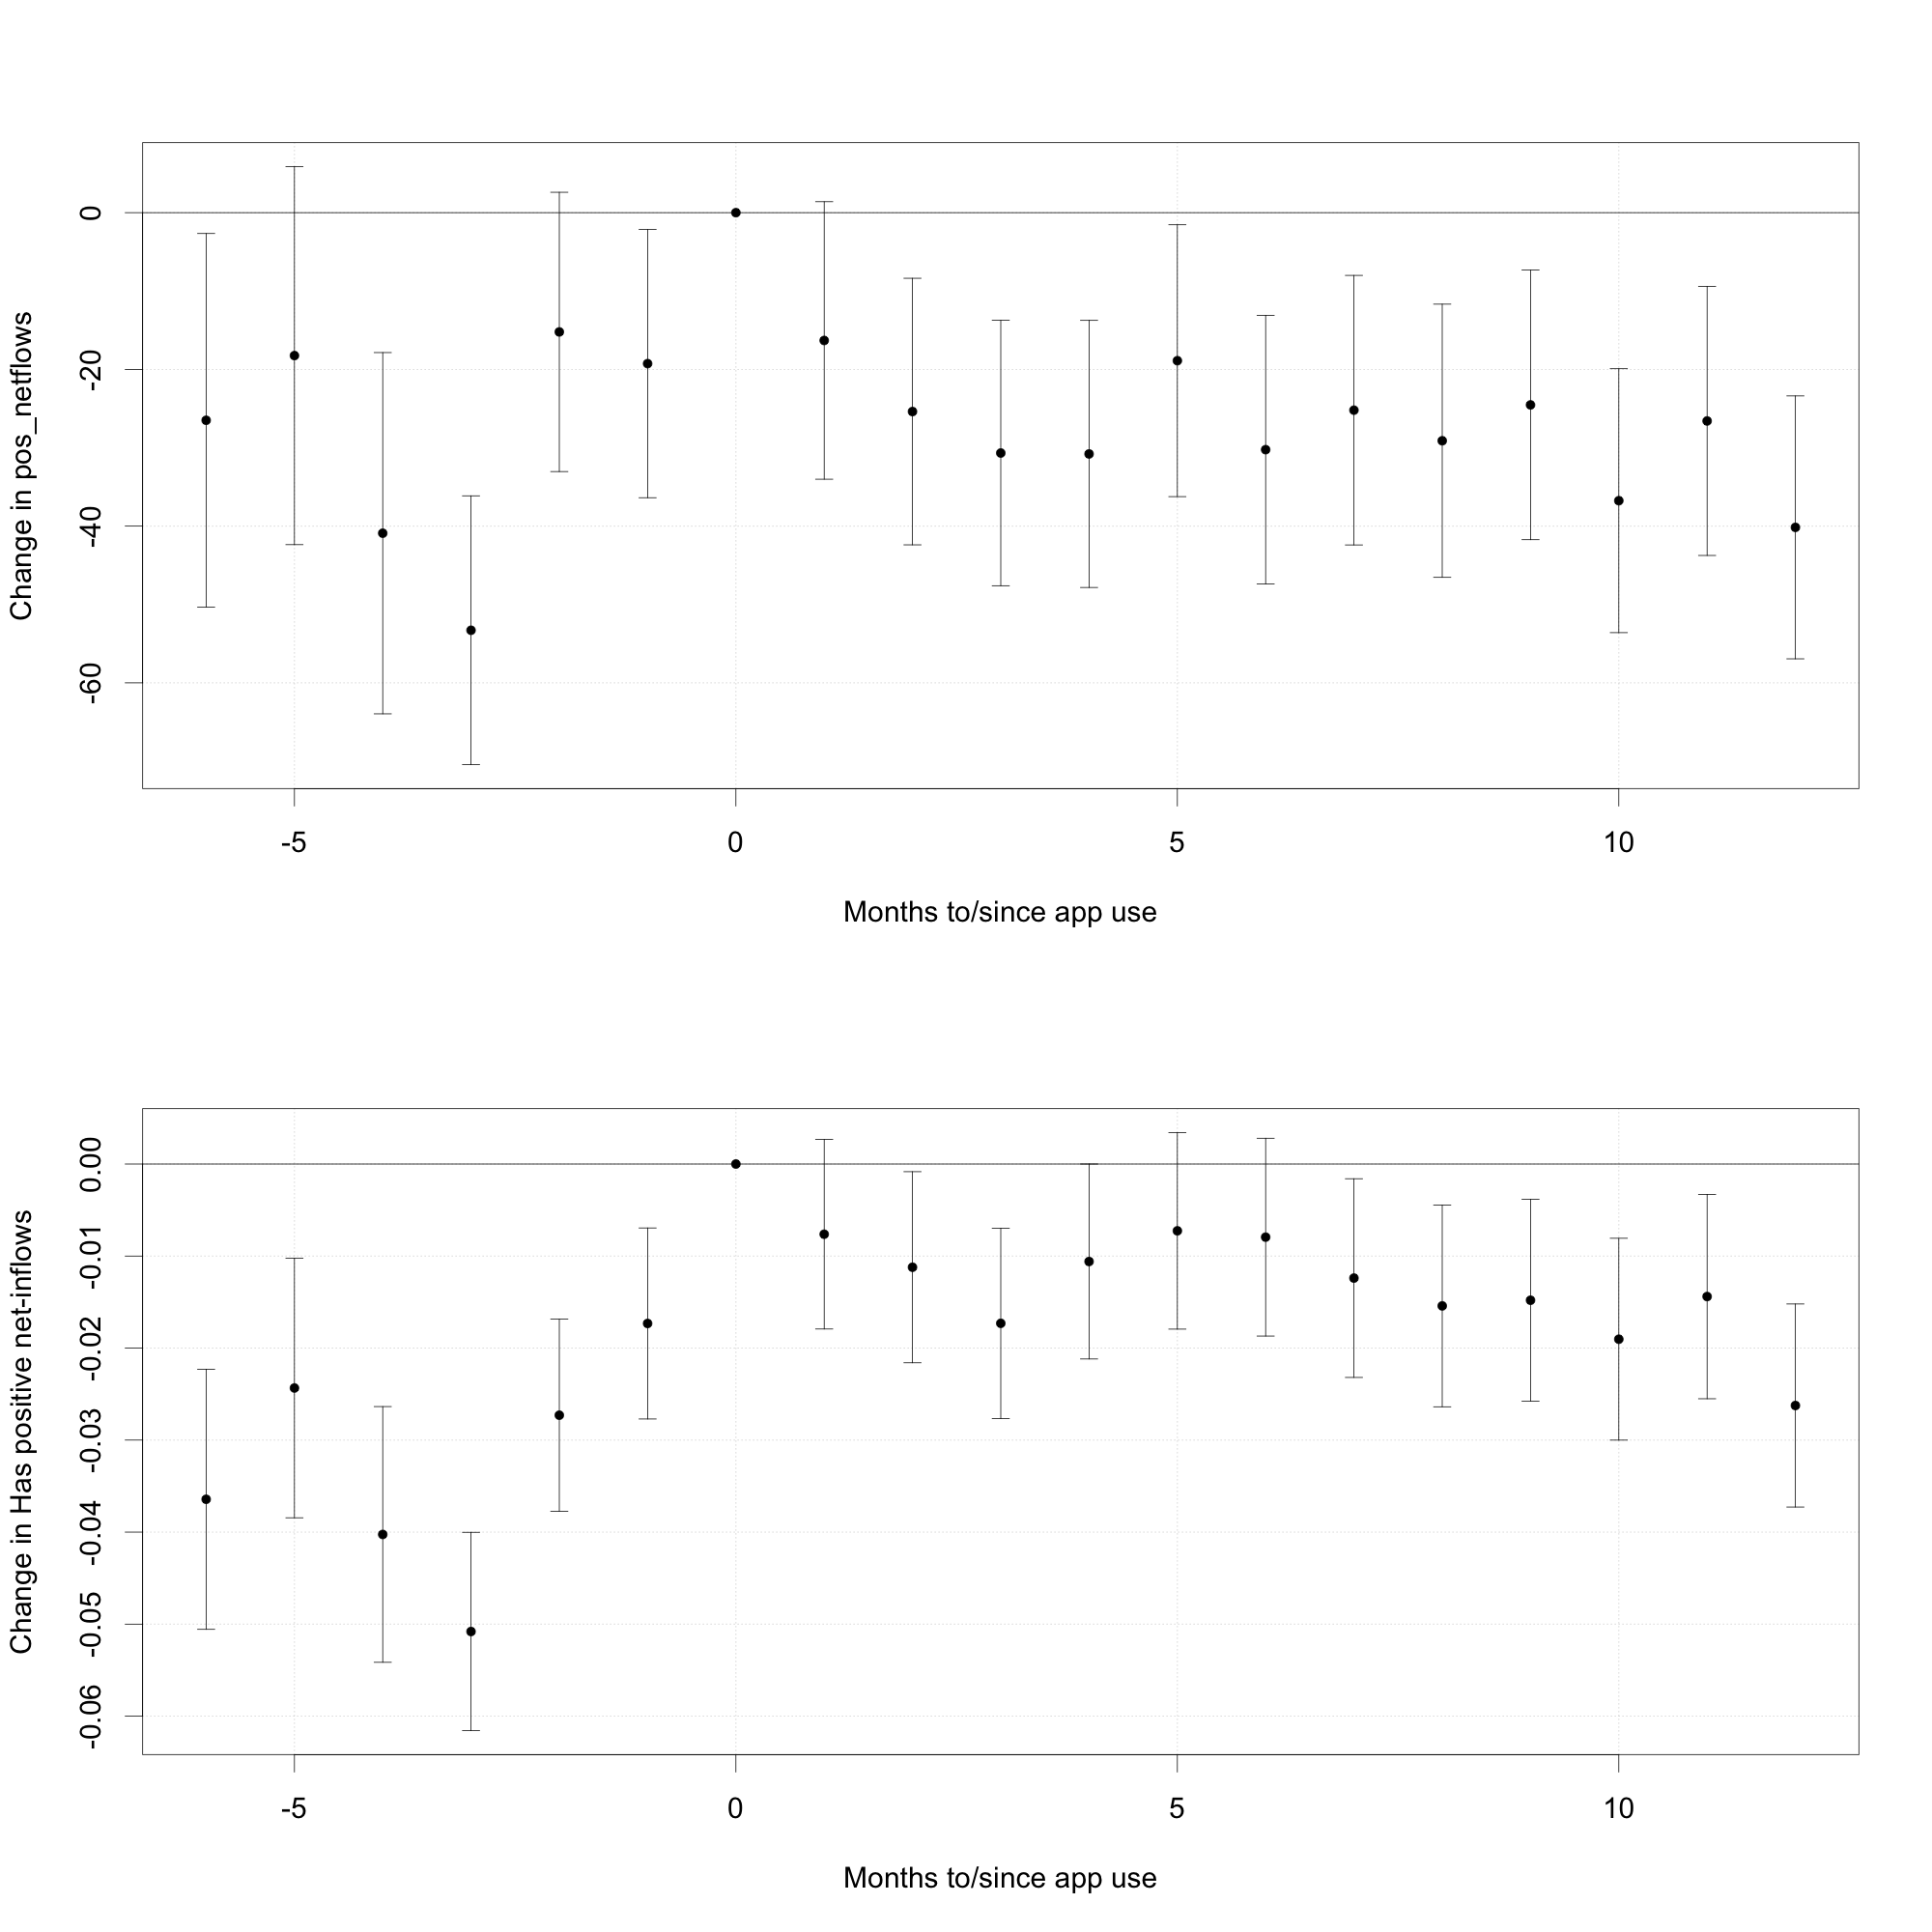 Change in pos_netflows
0
-20
-40
-60
-5 0 5 10
Months to/since app use
Change in Has positive net-inflows
0.00
-0.01
-0.02
-0.03
-0.04
-0.05
-0.06
-5 0 5 10
Months to/since app use